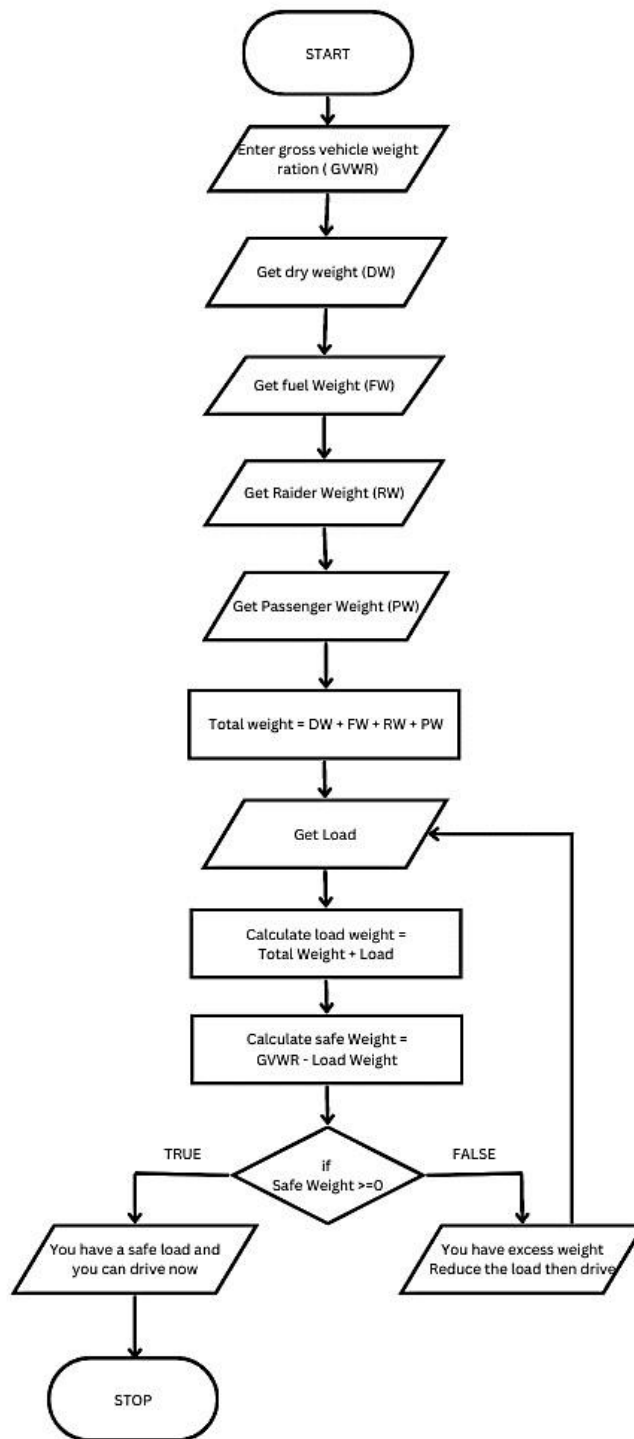 START
Enter gross vehicle weight
ration ( GVWR)
Get dry weight (DW)
Get fuel Weight (FW)
Get Raider Weight (RW)
Get Passenger Weight (PW)
Total weight = DW + FW + RW + PW
Get Load
Calculate load weight =
Total Weight + Load
Calculate safe Weight =
GVWR - Load Weight
if
Safe Weight >=0
TRUE
FALSE
You have a safe load and
you can drive now
You have excess weight
Reduce the load then drive
STOP